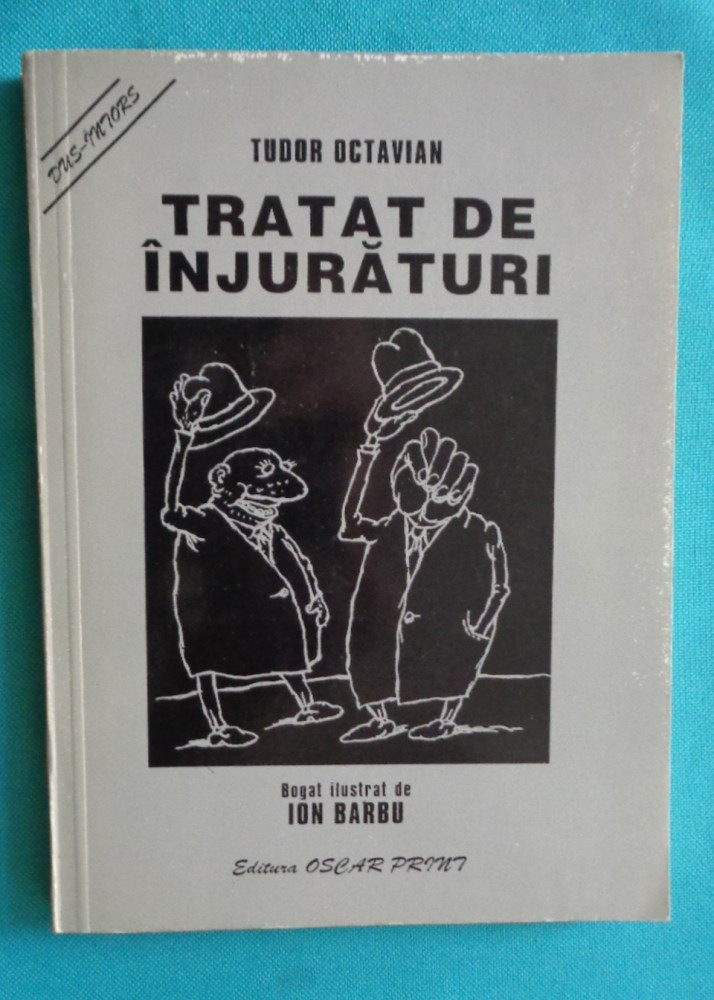 DUS-ÎNTORS
TUDOR OCTAVIAN
TRATAT DE
ÎNJURĂTURI
Bogat ilustrat de
ION BARBU
Editura OSCAR PRINT